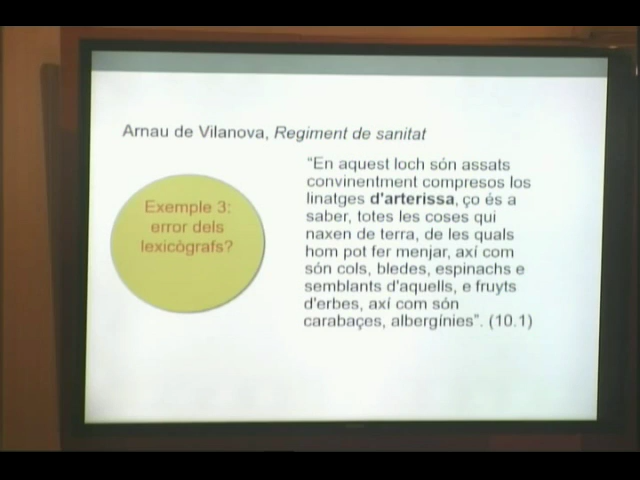 Arnau de Vilanova, Regiment de sanitat
Exemple 3:
error dels
lexicògrafs?
"En aquest loch són assats
convinentment compresos los
linatges d'arterissa, ço és a
saber, totes les coses qui
naxen de terra, de les quals
hom pot fer menjar, axí com
són cols, bledes, espinachs e
semblants d'aquells, e fruyts
d'erbes, axí com són
carabaçes, albergínies". (10.1)